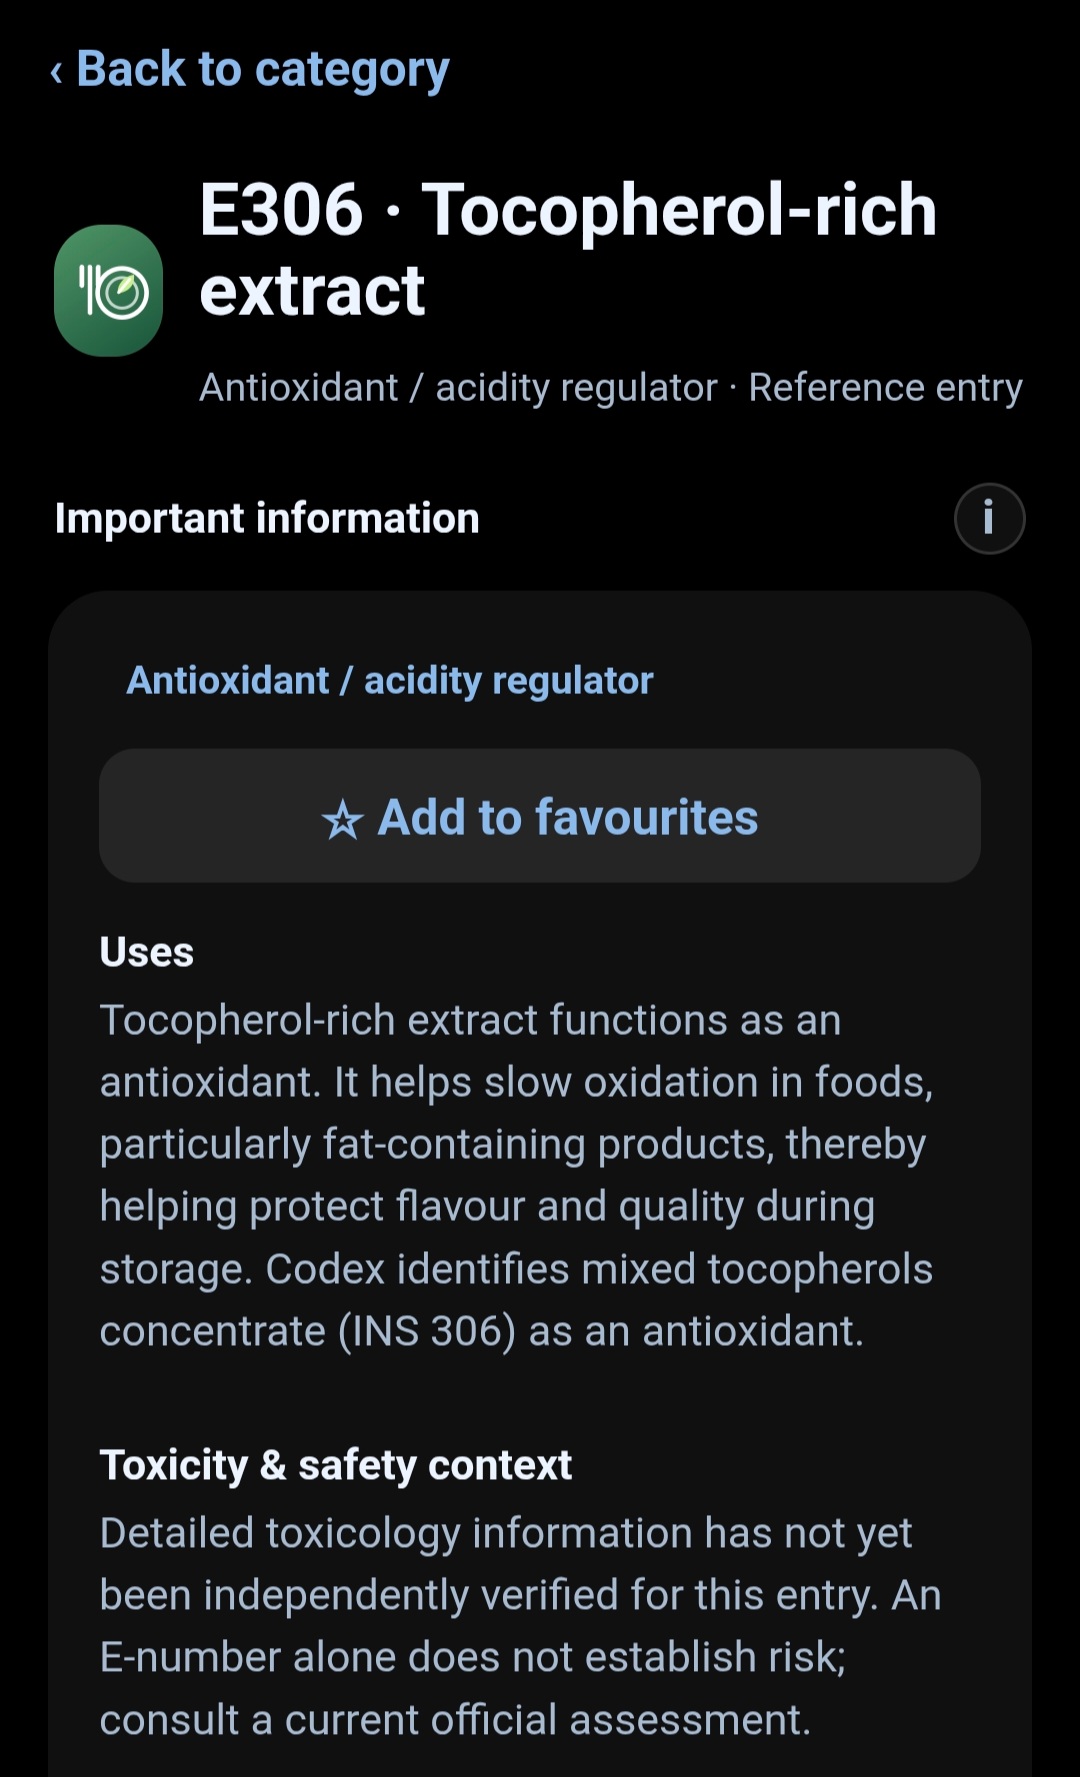 ‹ Back to category
E306 · Tocopherol-rich
extract
Antioxidant / acidity regulator · Reference entry
Important information
i
Antioxidant / acidity regulator
☆ Add to favourites
Uses
Tocopherol-rich extract functions as an
antioxidant. It helps slow oxidation in foods,
particularly fat-containing products, thereby
helping protect flavour and quality during
storage. Codex identifies mixed tocopherols
concentrate (INS 306) as an antioxidant.
Toxicity & safety context
Detailed toxicology information has not yet
been independently verified for this entry. An
E-number alone does not establish risk;
consult a current official assessment.